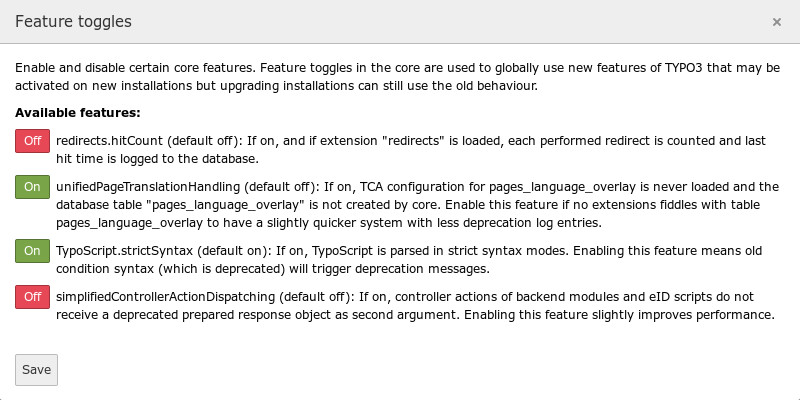 Feature toggles
×
Enable and disable certain core features. Feature toggles in the core are used to globally use new features of TYPO3 that may be
activated on new installations but upgrading installations can still use the old behaviour.
Available features:
Off redirects.hitCount (default off): If on, and if extension "redirects" is loaded, each performed redirect is counted and last
hit time is logged to the database.
On unifiedPageTranslationHandling (default off): If on, TCA configuration for pages_language_overlay is never loaded and the
database table "pages_language_overlay" is not created by core. Enable this feature if no extensions fiddles with table
pages_language_overlay to have a slightly quicker system with less deprecation log entries.
On TypoScript.strictSyntax (default on): If on, TypoScript is parsed in strict syntax modes. Enabling this feature means old
condition syntax (which is deprecated) will trigger deprecation messages.
Off simplifiedControllerActionDispatching (default off): If on, controller actions of backend modules and eID scripts do not
receive a deprecated prepared response object as second argument. Enabling this feature slightly improves performance.
Save